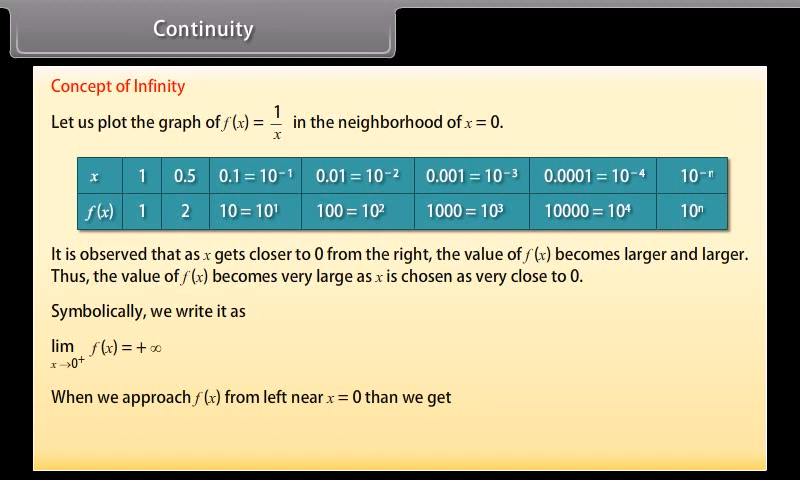 Continuity
Concept of Infinity
Let us plot the graph of f(x) = 1/x in the neighborhood of x = 0.
x 1 0.5 0.1 = 10⁻¹ 0.01 = 10⁻² 0.001 = 10⁻³ 0.0001 = 10⁻⁴ 10⁻ⁿ
f(x) 1 2 10 = 10¹ 100 = 10² 1000 = 10³ 10000 = 10⁴ 10ⁿ
It is observed that as x gets closer to 0 from the right, the value of f(x) becomes larger and larger.
Thus, the value of f(x) becomes very large as x is chosen as very close to 0.
Symbolically, we write it as
lim f(x) = + ∞
x→0⁺
When we approach f(x) from left near x = 0 than we get